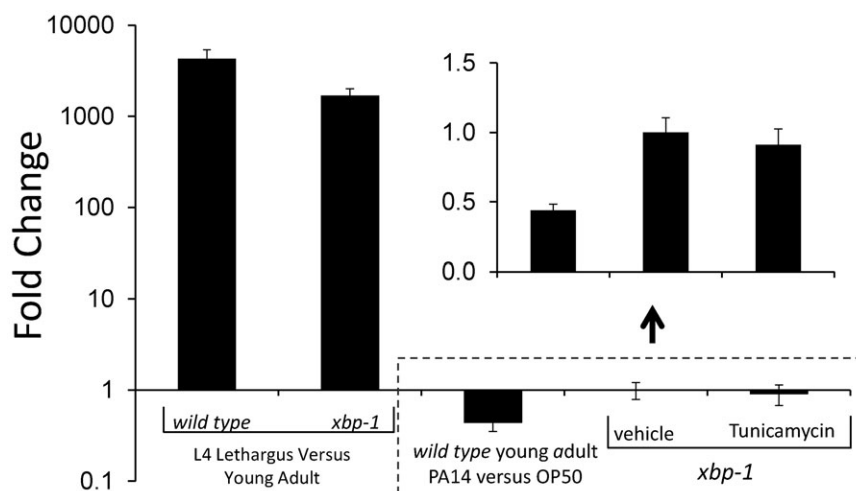 Fold Change
10000
1000
100
10
1
0.1
1.5
1.0
0.5
0.0
wild type
xbp-1
L4 Lethargus Versus
Young Adult
wild type young adult
PA14 versus OP50
vehicle
Tunicamycin
xbp-1